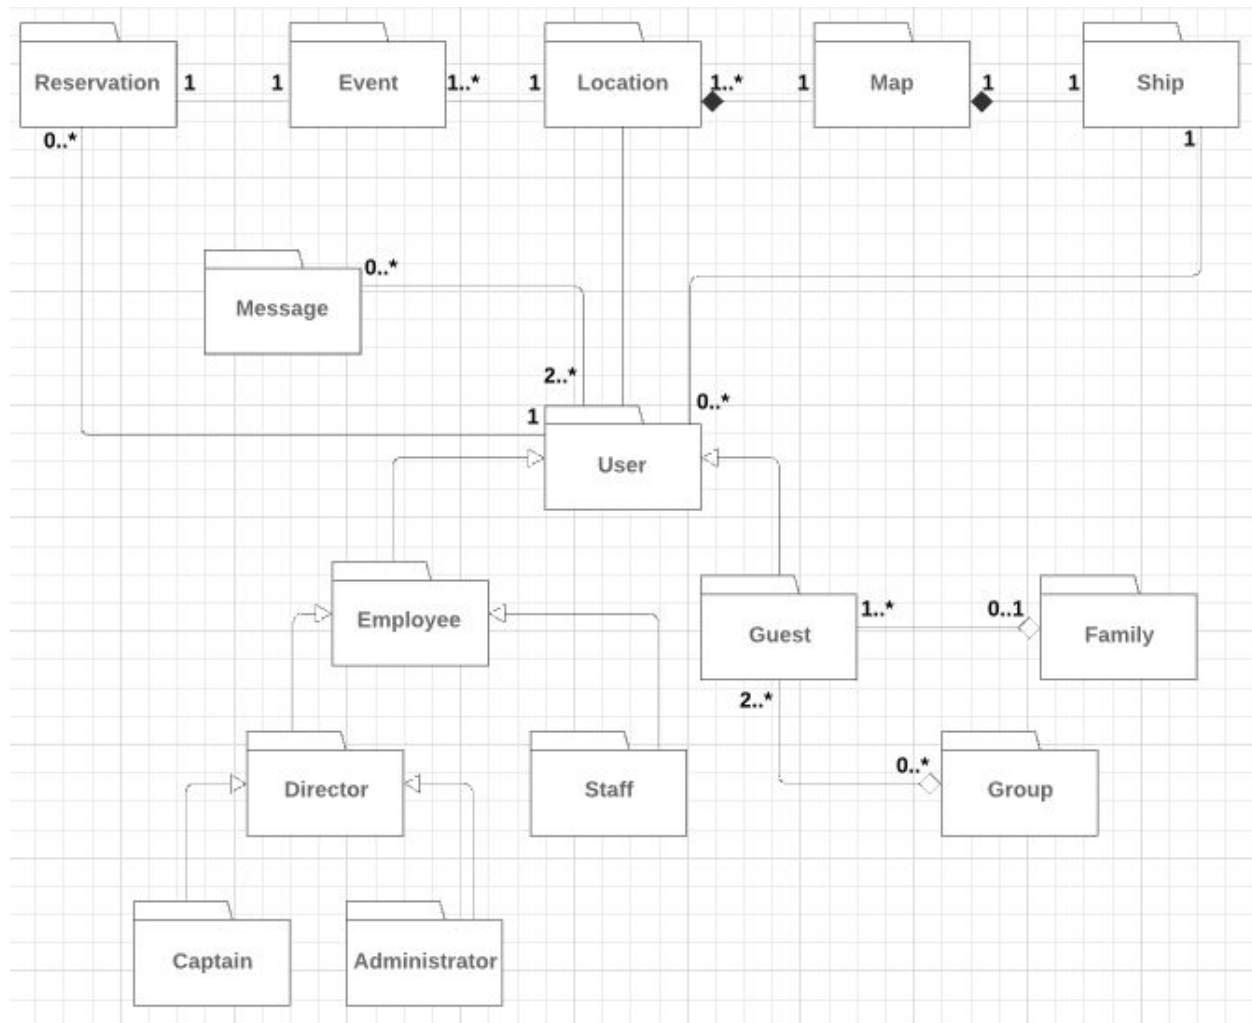 Reservation
1
1
Event
1..*
1
Location
1..*
1
Map
1
1
Ship
0..*
1
Message
0..*
2..*
1
0..*
User
Employee
Guest
1..*
0..1
Family
2..*
Director
Staff
0..*
Group
Captain
Administrator